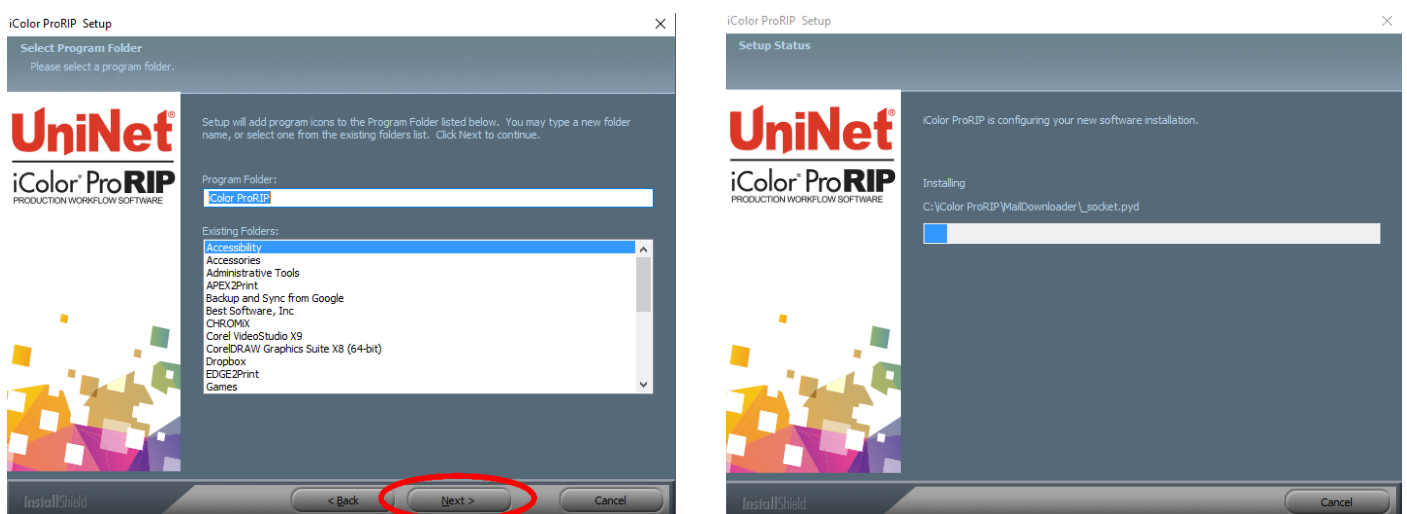 iColor ProRIP Setup
Select Program Folder
Please select a program folder.
UniNet®
iColor® ProRIP
PRODUCTION WORKFLOW SOFTWARE
Setup will add program icons to the Program Folder listed below. You may type a new folder
name, or select one from the existing folders list. Click Next to continue.
Program Folder:
iColor ProRIP
Existing Folders:
Accessibility
Accessories
Administrative Tools
APEX2Print
Backup and Sync from Google
Best Software, Inc
CHROMiX
Corel VideoStudio X9
CorelDRAW Graphics Suite X8 (64-bit)
Dropbox
EDGE2Print
Games
InstallShield
< Back
Next >
Cancel
iColor ProRIP Setup
Setup Status
UniNet®
iColor® ProRIP
PRODUCTION WORKFLOW SOFTWARE
iColor ProRIP is configuring your new software installation.
Installing
C:\iColor ProRIP\MailDownloader\_socket.pyd
InstallShield
Cancel